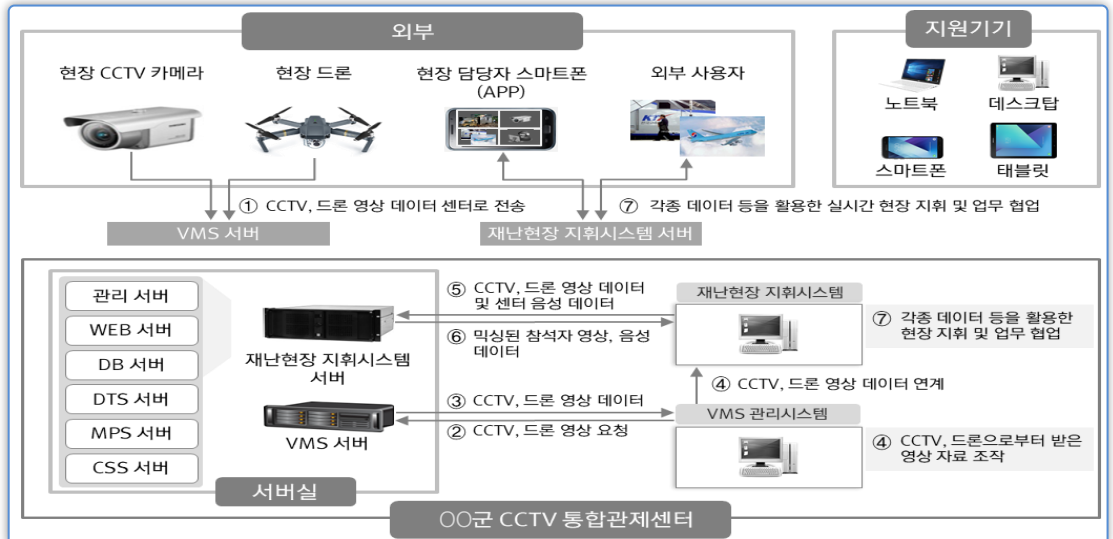 외부
현장 CCTV 카메라
현장 드론
현장 담당자 스마트폰
(APP)
외부 사용자
지원기기
노트북
데스크탑
스마트폰
태블릿
① CCTV, 드론 영상 데이터 센터로 전송
⑦ 각종 데이터 등을 활용한 실시간 현장 지휘 및 업무 협업
VMS 서버
재난현장 지휘시스템 서버
관리 서버
WEB 서버
DB 서버
DTS 서버
MPS 서버
CSS 서버
재난현장 지휘시스템
서버
VMS 서버
서버실
⑤ CCTV, 드론 영상 데이터
및 센터 음성 데이터
⑥ 믹싱된 참석자 영상, 음성
데이터
③ CCTV, 드론 영상 데이터
② CCTV, 드론 영상 요청
재난현장 지휘시스템
⑦ 각종 데이터 등을 활용한
현장 지휘 및 업무 협업
④ CCTV, 드론 영상 데이터 연계
VMS 관리시스템
④ CCTV, 드론으로부터 받은
영상 자료 조작
○○군 CCTV 통합관제센터